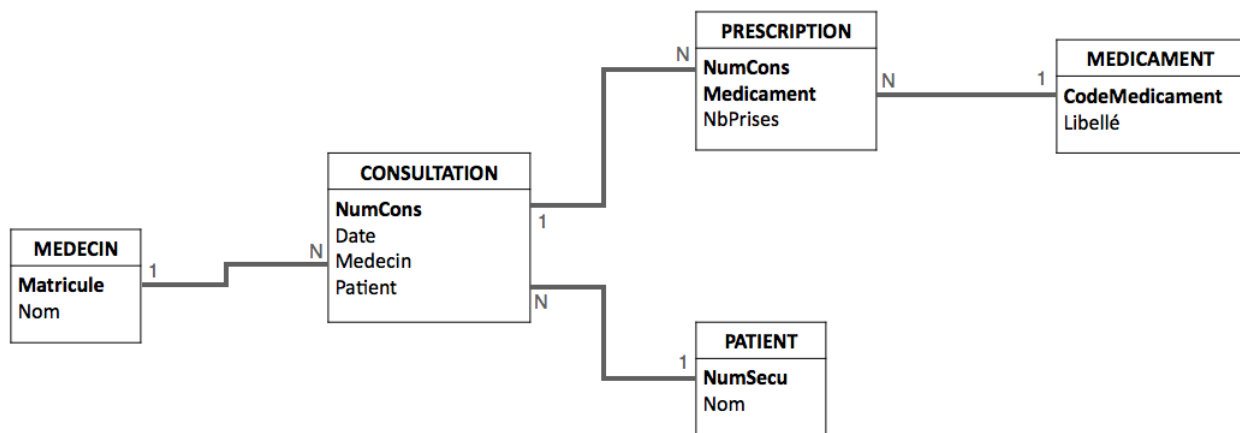 PRESCRIPTION
NumCons
Medicament
NbPrises
N
N
1
MEDICAMENT
CodeMedicament
Libellé
CONSULTATION
NumCons
Date
Medecin
Patient
N
1
N
MEDECIN
Matricule
Nom
1
PATIENT
NumSecu
Nom
1